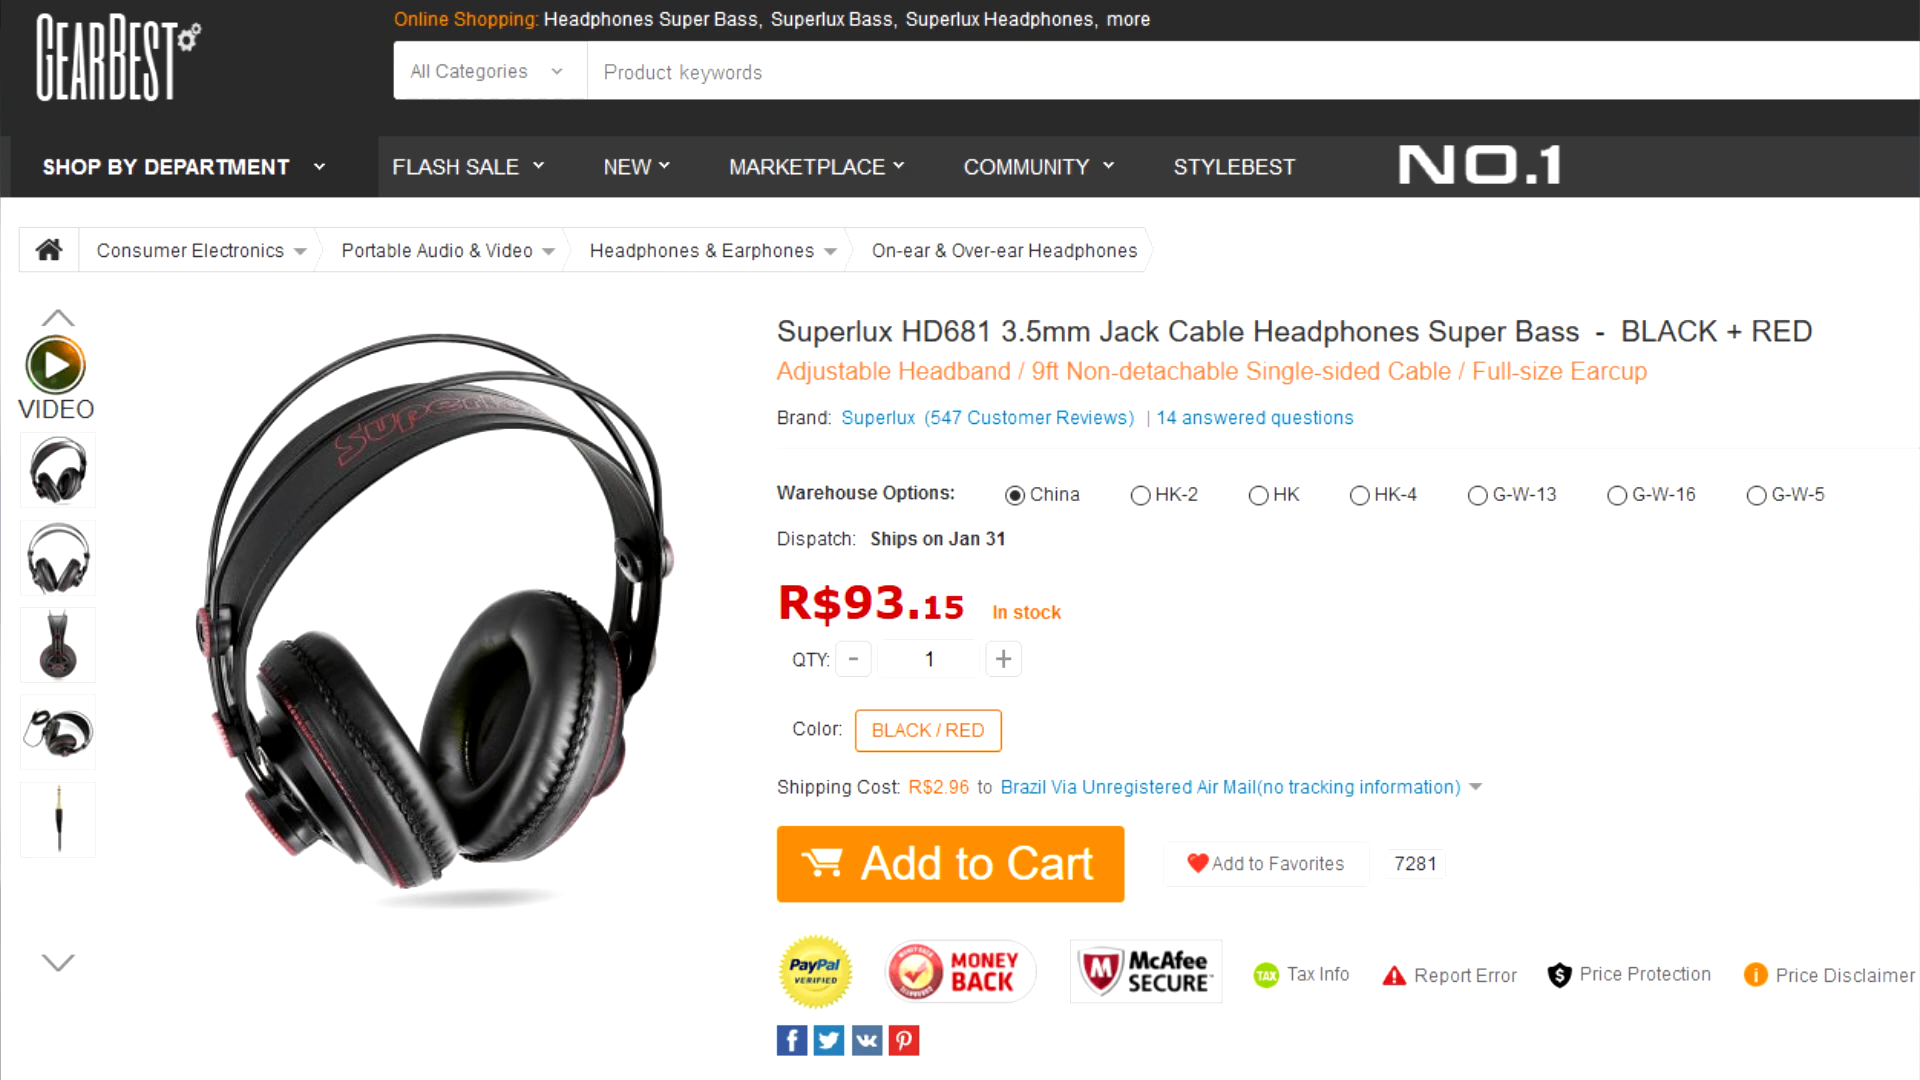 GEARBEST
Online Shopping: Headphones Super Bass, Superlux Bass, Superlux Headphones, more
All Categories Product keywords
SHOP BY DEPARTMENT FLASH SALE NEW MARKETPLACE COMMUNITY STYLEBEST NO.1
Consumer Electronics Portable Audio & Video Headphones & Earphones On-ear & Over-ear Headphones
VIDEO
Superlux
Superlux HD681 3.5mm Jack Cable Headphones Super Bass - BLACK + RED
Adjustable Headband / 9ft Non-detachable Single-sided Cable / Full-size Earcup
Brand: Superlux (547 Customer Reviews) | 14 answered questions
Warehouse Options: China HK-2 HK HK-4 G-W-13 G-W-16 G-W-5
Dispatch: Ships on Jan 31
R$93.15 In stock
QTY: - 1 +
Color: BLACK / RED
Shipping Cost: R$2.96 to Brazil Via Unregistered Air Mail(no tracking information)
Add to Cart Add to Favorites 7281
PayPal VERIFIED MONEY BACK McAfee SECURE TAX Tax Info Report Error Price Protection Price Disclaimer